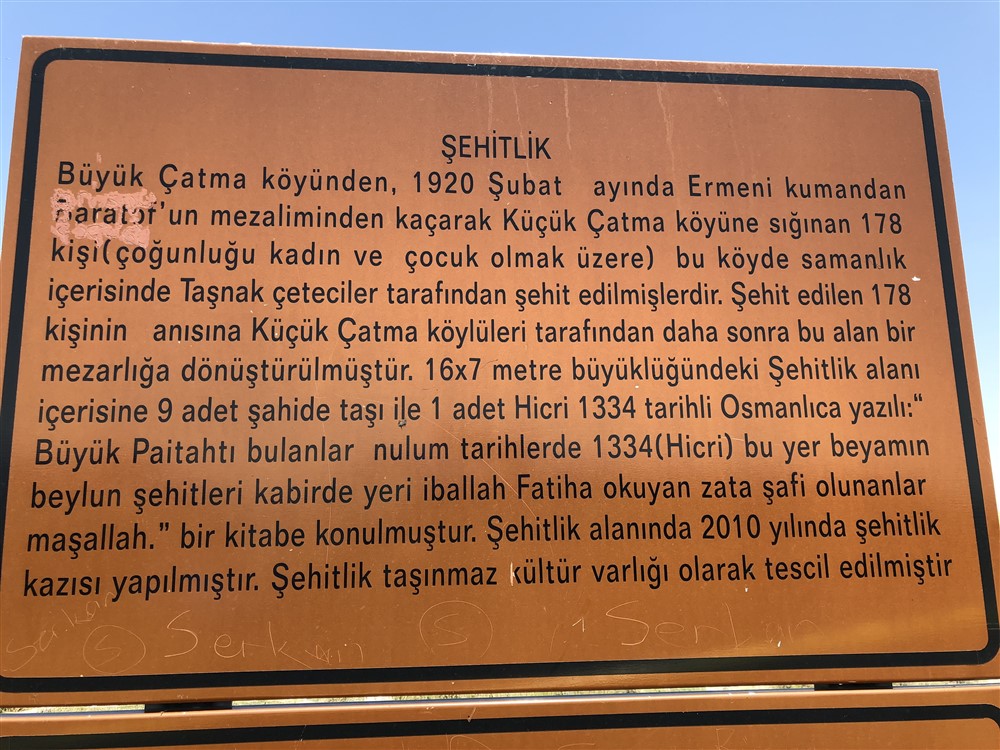 ŞEHİTLİK
Büyük Çatma köyünden, 1920 Şubat ayında Ermeni kumandan
Baratof'un mezaliminden kaçarak Küçük Çatma köyüne sığınan 178
kişi(çoğunluğu kadın ve çocuk olmak üzere) bu köyde samanlık
içerisinde Taşnak çeteciler tarafından şehit edilmişlerdir. Şehit edilen 178
kişinin anısına Küçük Çatma köylüleri tarafından daha sonra bu alan bir
mezarlığa dönüştürülmüştür. 16x7 metre büyüklüğündeki Şehitlik alanı
içerisine 9 adet şahide taşı ile 1 adet Hicri 1334 tarihli Osmanlıca yazılı:“
Büyük Paitahtı bulanlar nulum tarihlerde 1334(Hicri) bu yer beyamın
beylun şehitleri kabirde yeri iballah Fatiha okuyan zata şafi olunanlar
maşallah.” bir kitabe konulmuştur. Şehitlik alanında 2010 yılında şehitlik
kazısı yapılmıştır. Şehitlik taşınmaz kültür varlığı olarak tescil edilmiştir
Serkan S Serkan S Serkan